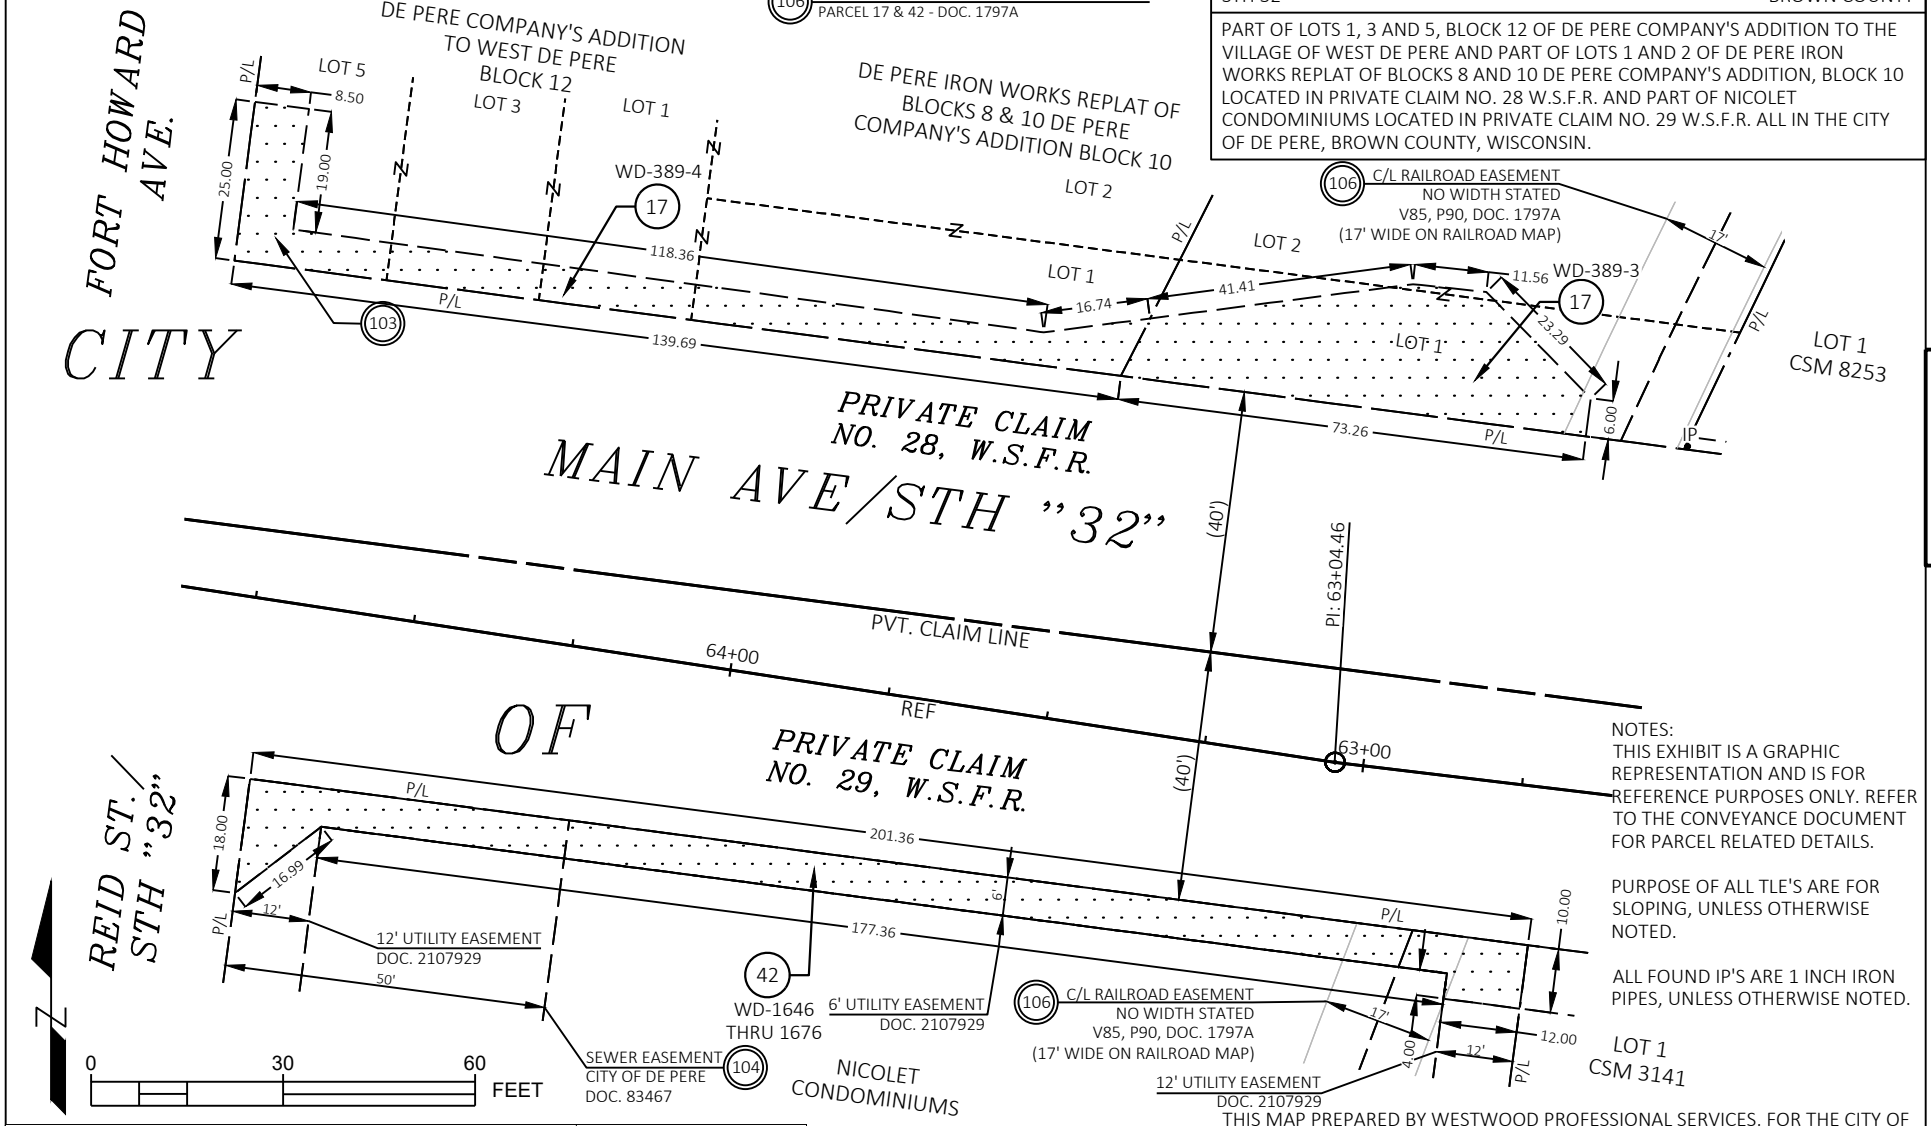 106
PARCEL 17 & 42 - DOC. 1797A
BROWN COUNTY
PART OF LOTS 1, 3 AND 5, BLOCK 12 OF DE PERE COMPANY'S ADDITION TO THE
VILLAGE OF WEST DE PERE AND PART OF LOTS 1 AND 2 OF DE PERE IRON
WORKS REPLAT OF BLOCKS 8 AND 10 DE PERE COMPANY'S ADDITION, BLOCK 10
LOCATED IN PRIVATE CLAIM NO. 28 W.S.F.R. AND PART OF NICOLET
CONDOMINIUMS LOCATED IN PRIVATE CLAIM NO. 29 W.S.F.R. ALL IN THE CITY
OF DE PERE, BROWN COUNTY, WISCONSIN.
DE PERE COMPANY'S ADDITION
TO WEST DE PERE
BLOCK 12
LOT 5
LOT 3
LOT 1
DE PERE IRON WORKS REPLAT OF
BLOCKS 8 & 10 DE PERE
COMPANY'S ADDITION BLOCK 10
LOT 2
FORT HOWARD
AVE.
P/L
8.50
25.00
19.00
WD-389-4
17
118.36
P/L
139.69
103
LOT 1
16.74
P/L
LOT 2
41.41
11.56
WD-389-3
17
23.29
LOT 1
106
C/L RAILROAD EASEMENT
NO WIDTH STATED
V85, P90, DOC. 1797A
(17' WIDE ON RAILROAD MAP)
17'
P/L
LOT 1
CSM 8253
6.00
IP
73.26
P/L
CITY
PRIVATE CLAIM
NO. 28, W.S.F.R.
MAIN AVE/STH "32"
(40')
PI: 63+04.46
PVT. CLAIM LINE
64+00
REF
63+00
OF
PRIVATE CLAIM
NO. 29, W.S.F.R.
(40')
NOTES:
THIS EXHIBIT IS A GRAPHIC
REPRESENTATION AND IS FOR
REFERENCE PURPOSES ONLY. REFER
TO THE CONVEYANCE DOCUMENT
FOR PARCEL RELATED DETAILS.
PURPOSE OF ALL TLE'S ARE FOR
SLOPING, UNLESS OTHERWISE
NOTED.
ALL FOUND IP'S ARE 1 INCH IRON
PIPES, UNLESS OTHERWISE NOTED.
REID ST./
STH "32"
P/L
18.00
16.99
P/L
12'
12' UTILITY EASEMENT
DOC. 2107929
50'
201.36
177.36
6'
42
WD-1646
THRU 1676
6' UTILITY EASEMENT
DOC. 2107929
SEWER EASEMENT
CITY OF DE PERE
DOC. 83467
104
NICOLET
CONDOMINIUMS
106
C/L RAILROAD EASEMENT
NO WIDTH STATED
V85, P90, DOC. 1797A
(17' WIDE ON RAILROAD MAP)
17'
P/L
10.00
4.00
12.00
12'
P/L
12' UTILITY EASEMENT
DOC. 2107929
LOT 1
CSM 3141
N
0 30 60
FEET
THIS MAP PREPARED BY WESTWOOD PROFESSIONAL SERVICES. FOR THE CITY OF